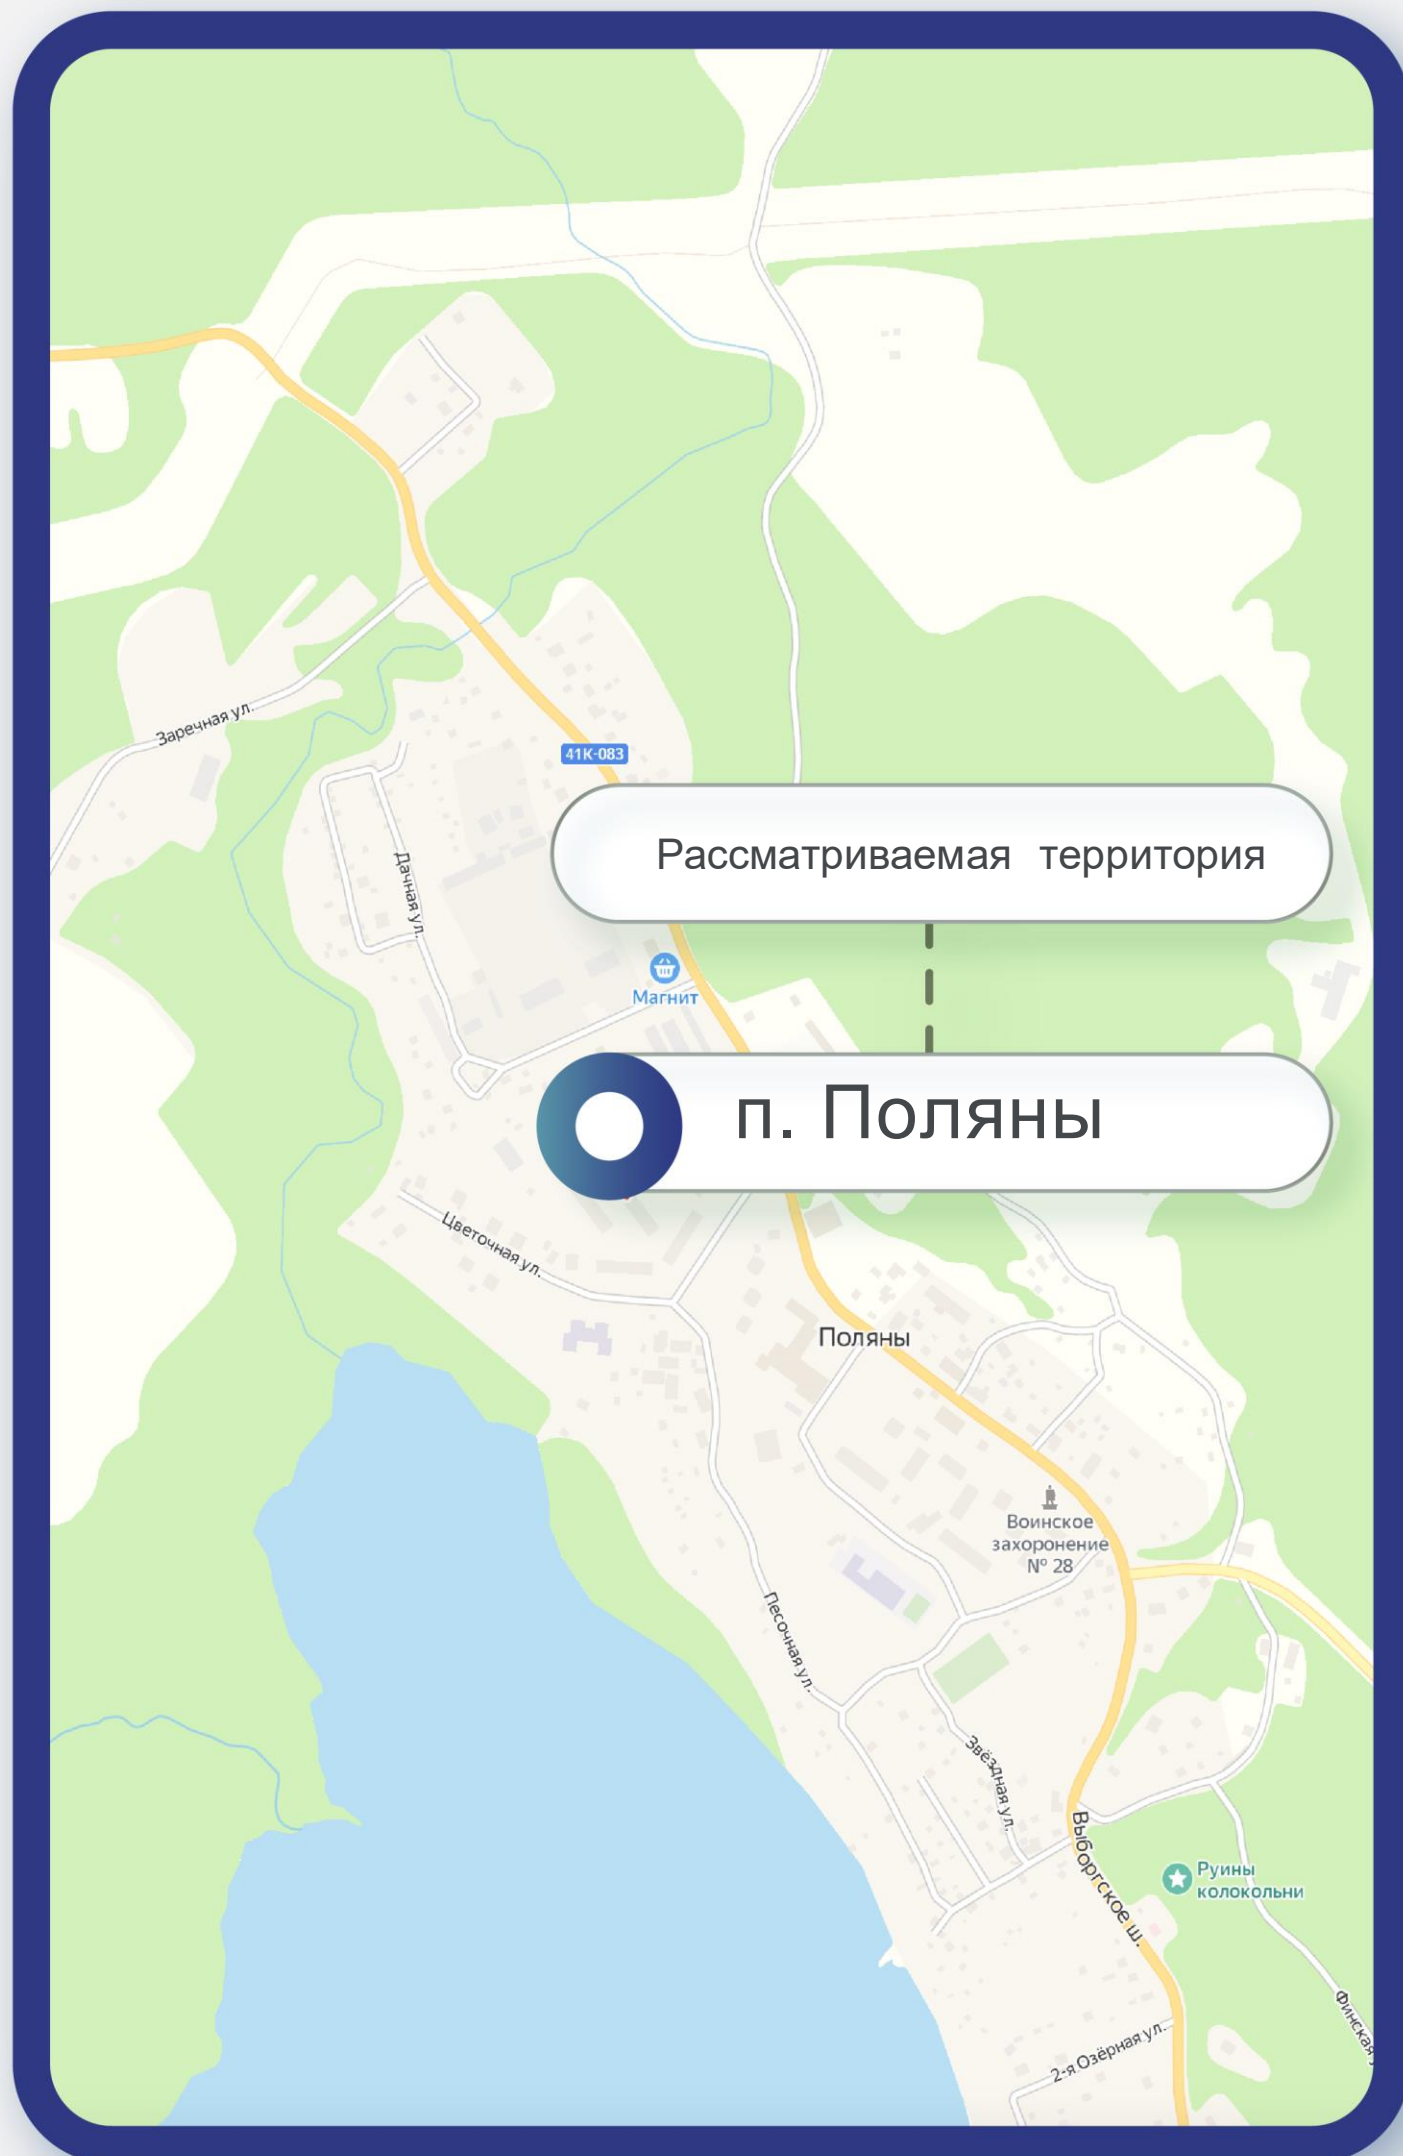 Заречная ул.
41К-083
Дачная ул.
Рассматриваемая территория
Магнит
п. Поляны
Цветочная ул.
Поляны
Воинское
захоронение
№ 28
Песочная ул.
Звёздная ул.
Выборгское ш.
Руины
колокольни
Финская
2-я Озёрная ул.